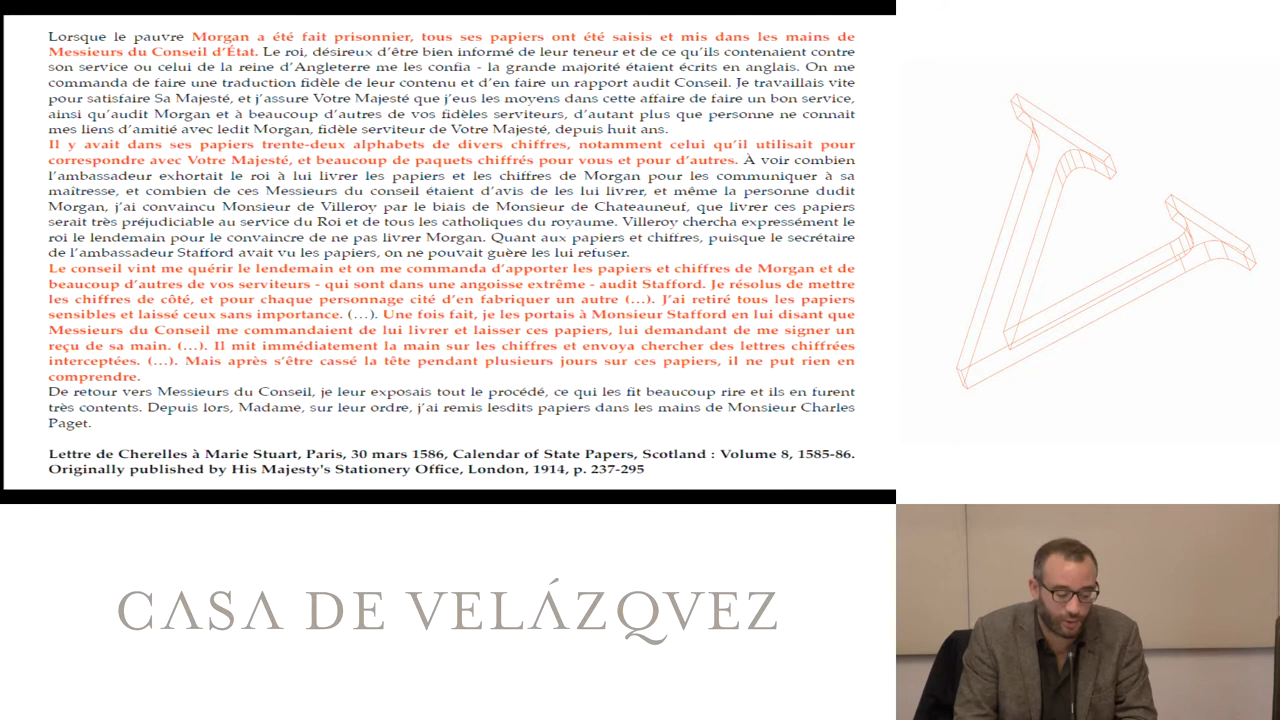 Lorsque le pauvre Morgan a été fait prisonnier, tous ses papiers ont été saisis et mis dans les mains de
Messieurs du Conseil d'État. Le roi, désireux d'être bien informé de leur teneur et de ce qu'ils contenaient contre
son service ou celui de la reine d'Angleterre me les confia - la grande majorité étaient écrits en anglais. On me
commanda de faire une traduction fidèle de leur contenu et d'en faire un rapport audit Conseil. Je travaillais vite
pour satisfaire Sa Majesté, et j'assure Votre Majesté que j'eus les moyens dans cette affaire de faire un bon service,
ainsi qu'audit Morgan et à beaucoup d'autres de vos fidèles serviteurs, d'autant plus que personne ne connait
mes liens d'amitié avec ledit Morgan, fidèle serviteur de Votre Majesté, depuis huit ans.
Il y avait dans ses papiers trente-deux alphabets de divers chiffres, notamment celui qu'il utilisait pour
correspondre avec Votre Majesté, et beaucoup de paquets chiffrés pour vous et pour d'autres. À voir combien
l'ambassadeur exhortait le roi à lui livrer les papiers et les chiffres de Morgan pour les communiquer à sa
maîtresse, et combien de ces Messieurs du conseil étaient d'avis de les lui livrer, et même la personne dudit
Morgan, j'ai convaincu Monsieur de Villeroy par le biais de Monsieur de Chateauneuf, que livrer ces papiers
serait très préjudiciable au service du Roi et de tous les catholiques du royaume. Villeroy chercha expressément le
roi le lendemain pour le convaincre de ne pas livrer Morgan. Quant aux papiers et chiffres, puisque le secrétaire
de l'ambassadeur Stafford avait vu les papiers, on ne pouvait guère les lui refuser.
Le conseil vint me quérir le lendemain et on me commanda d'apporter les papiers et chiffres de Morgan et de
beaucoup d'autres de vos serviteurs - qui sont dans une angoisse extrême - audit Stafford. Je résolus de mettre
les chiffres de côté, et pour chaque personnage cité d'en fabriquer un autre (…). J'ai retiré tous les papiers
sensibles et laissé ceux sans importance. (…). Une fois fait, je les portais à Monsieur Stafford en lui disant que
Messieurs du Conseil me commandaient de lui livrer et laisser ces papiers, lui demandant de me signer un
reçu de sa main. (…). Il mit immédiatement la main sur les chiffres et envoya chercher des lettres chiffrées
interceptées. (…). Mais après s'être cassé la tête pendant plusieurs jours sur ces papiers, il ne put rien en
comprendre.
De retour vers Messieurs du Conseil, je leur exposais tout le procédé, ce qui les fit beaucoup rire et ils en furent
très contents. Depuis lors, Madame, sur leur ordre, j'ai remis lesdits papiers dans les mains de Monsieur Charles
Paget.
Lettre de Cherelles à Marie Stuart, Paris, 30 mars 1586, Calendar of State Papers, Scotland : Volume 8, 1585-86.
Originally published by His Majesty's Stationery Office, London, 1914, p. 237-295
CASA DE VELÁZQVEZ